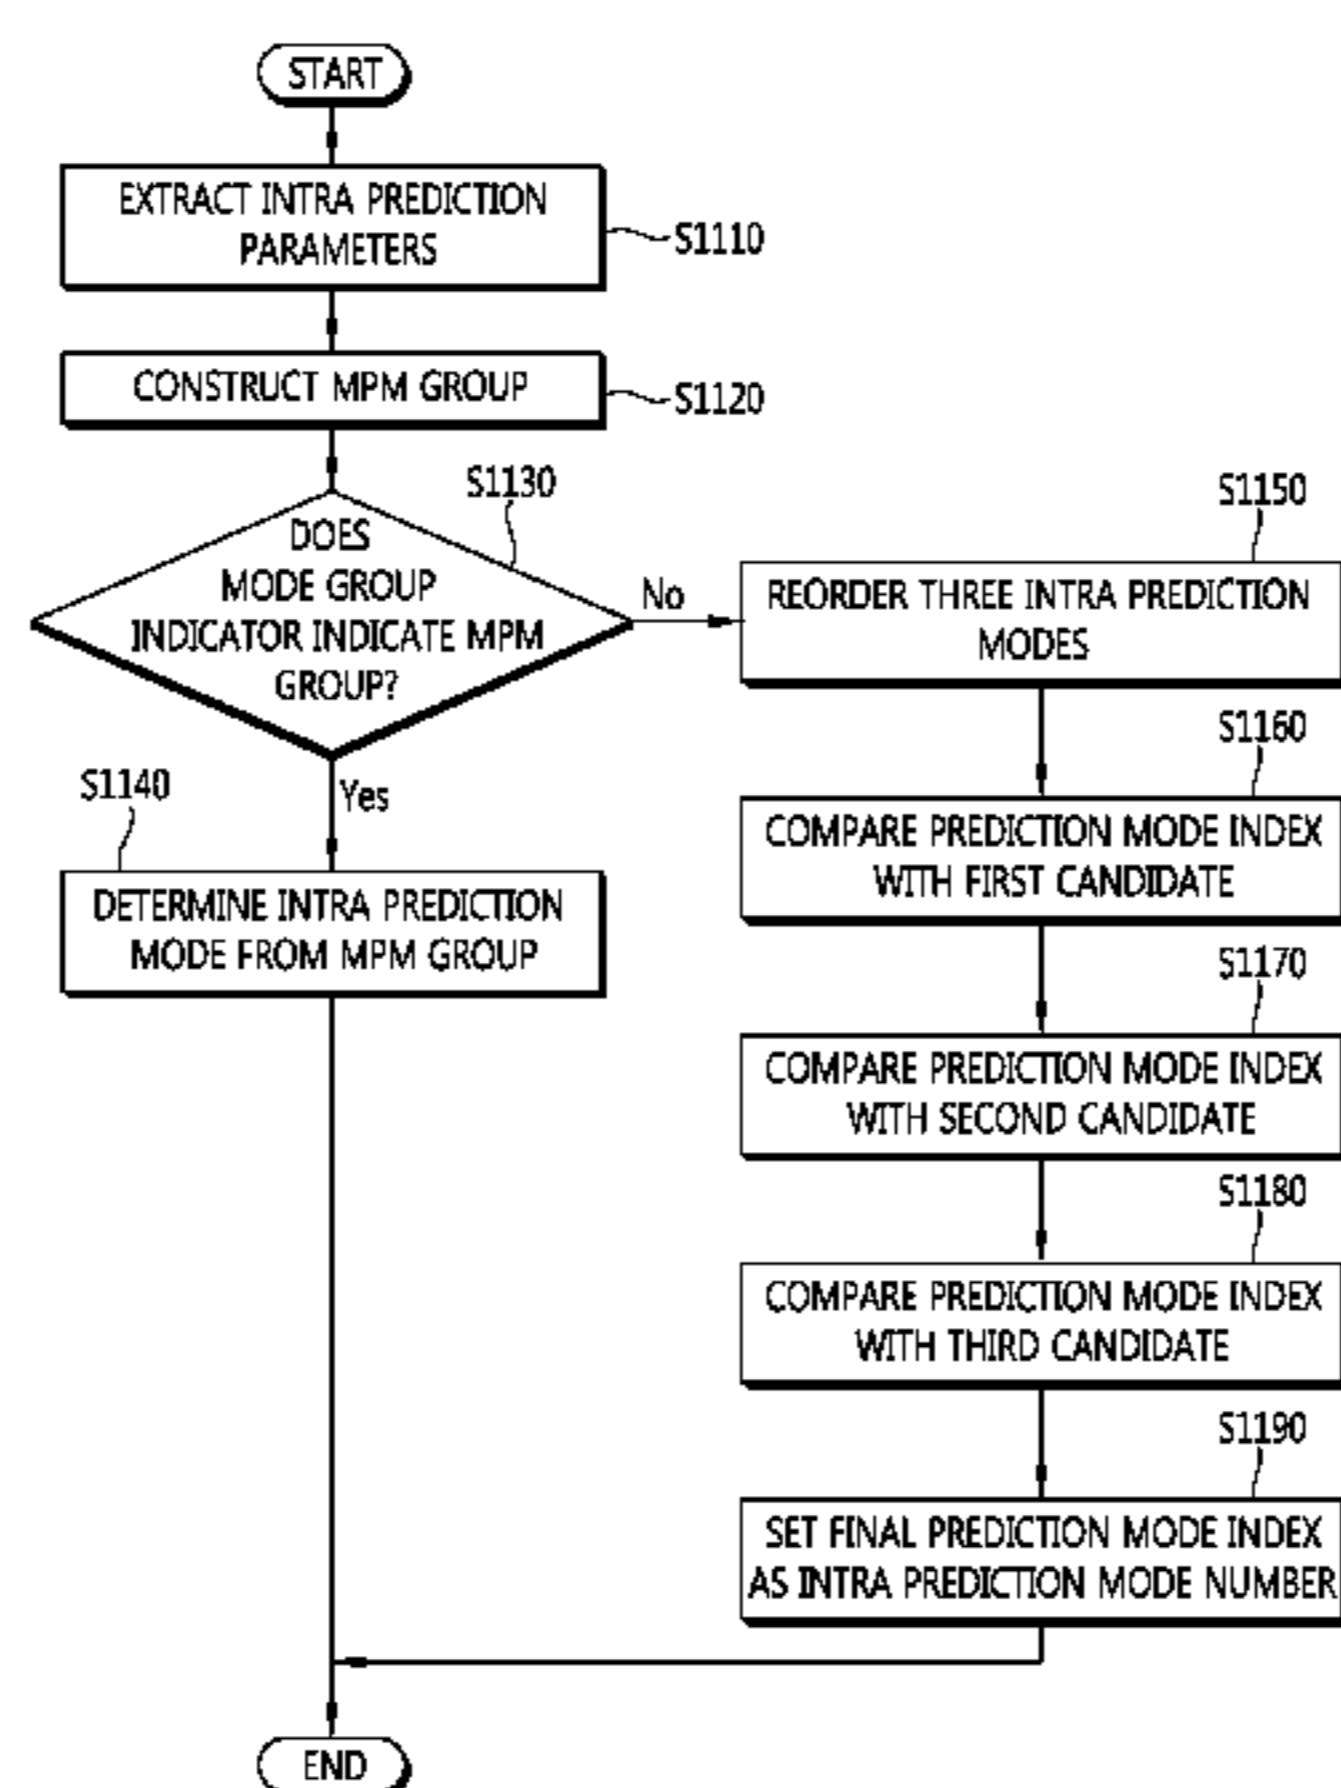 START
EXTRACT INTRA PREDICTION
PARAMETERS
S1110
CONSTRUCT MPM GROUP
S1120
S1130
DOES
MODE GROUP
INDICATOR INDICATE MPM
GROUP?
No
Yes
S1140
DETERMINE INTRA PREDICTION
MODE FROM MPM GROUP
S1150
REORDER THREE INTRA PREDICTION
MODES
S1160
COMPARE PREDICTION MODE INDEX
WITH FIRST CANDIDATE
S1170
COMPARE PREDICTION MODE INDEX
WITH SECOND CANDIDATE
S1180
COMPARE PREDICTION MODE INDEX
WITH THIRD CANDIDATE
S1190
SET FINAL PREDICTION MODE INDEX
AS INTRA PREDICTION MODE NUMBER
END